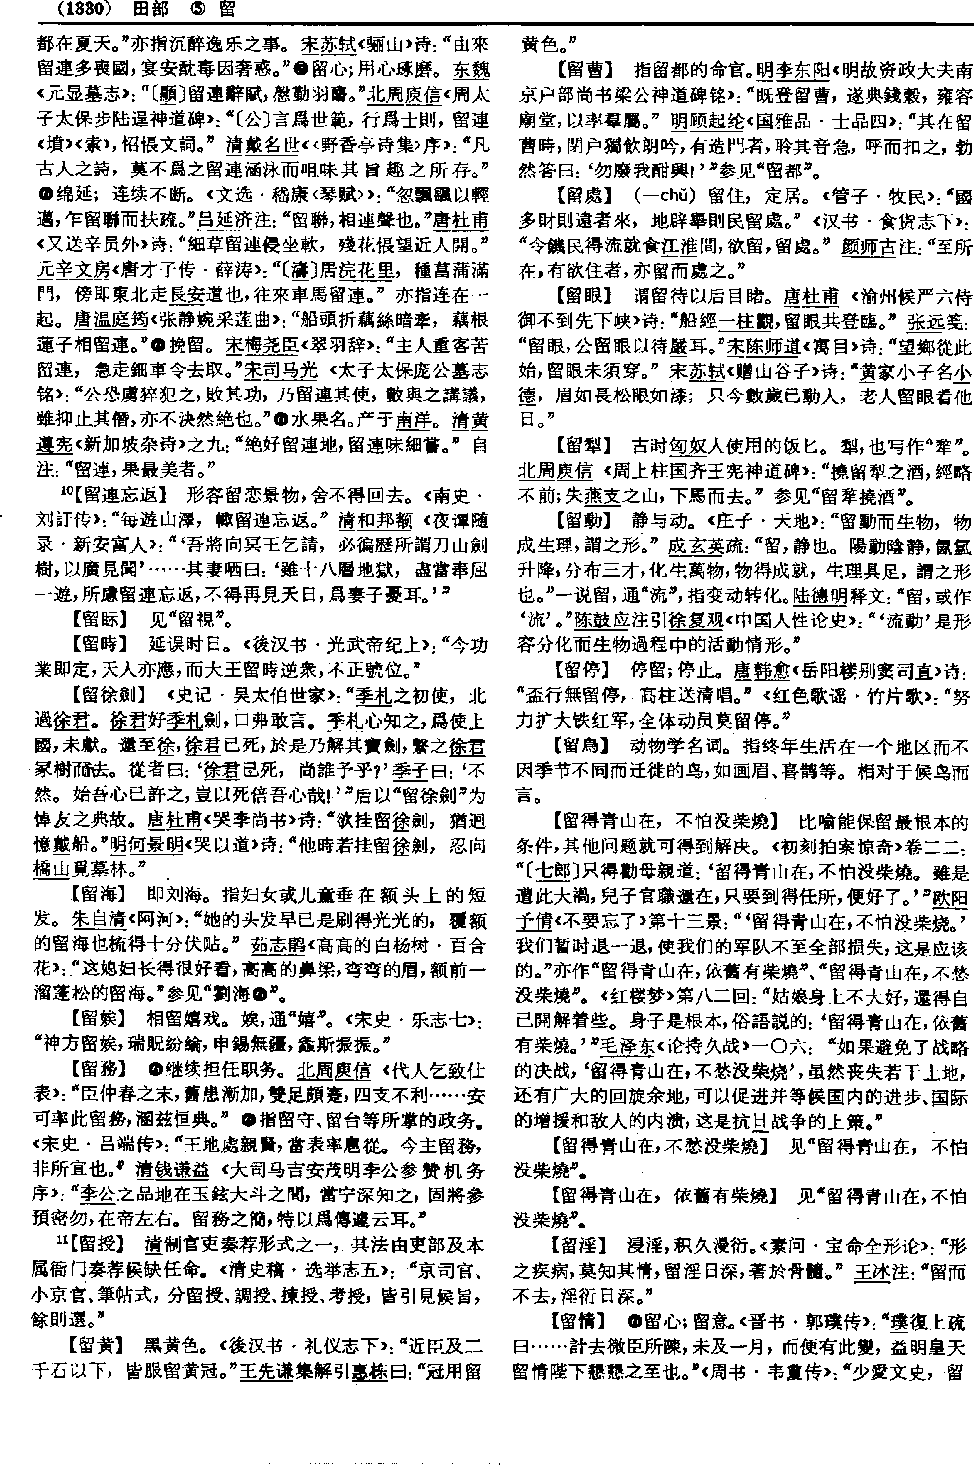 (1330) 田部 ⑤ 留
都在夏天。”亦指沉醉逸乐之事。宋苏轼《骊山》诗：“由來
留連多喪國，宴安酖毒因奢惑。”❾留心；用心琢磨。东魏
《元显墓志》：“〔顯〕留連辭賦，慇勤羽觴。”北周庾信《周太
子太保步陆逞神道碑》：“〔公〕言爲世範，行爲士則，留連
《墳》《索》，怊悵文詞。”清戴名世《〈野香亭诗集〉序》：“凡
古人之詩，莫不爲之留連涵泳而咀味其旨趣之所存。”
绵延；连续不断。《文选·嵇康〈琴赋〉》：“忽飄颻以輕
邁，乍留聯而扶疏。”吕延济注：“留聯，相連聲也。”唐杜甫
《又送辛员外》诗：“細草留連侵坐軟，殘花悵望近人開。”
元辛文房《唐才子传·薛涛》：“〔濤〕居浣花里，種菖蒲滿
門，傍即東北走長安道也，往來車馬留連。”亦指连在一
起。唐温庭筠《张静婉采莲曲》：“船頭折藕絲暗牽，藕根
蓮子相留連。”挽留。宋梅尧臣《翠羽辞》：“主人重客苦
留連，急走細車令去取。”宋司马光《太子太保庞公墓志
铭》：“公恐虜猝犯之，敗其功，乃留連其使，數與之講議，
雖抑止其僭，亦不決然絶也。”水果名。产于南洋。清黄
遵宪《新加坡杂诗》之九：“絶好留連地，留連味細嘗。”自
注：“留連，果最美者。”
10【留連忘返】 形容留恋景物，舍不得回去。《南史·
刘訏传》：“每遊山澤，輒留連忘返。”清和邦额《夜谭随
录·新安富人》：“‘吾將向冥王乞請，必徧歷所謂刀山劍
樹，以廣見聞’……其妻哂曰：‘雖十八層地獄，盡當奉屈
一遊，所慮留連忘返，不得再見天日，爲妻子憂耳。’”
【留眎】 见“留視”。
【留時】 延误时日。《後汉书·光武帝纪上》：“今功
業即定，天人亦應，而大王留時逆衆，不正號位。”
【留徐劍】 《史记·吴太伯世家》：“季札之初使，北
過徐君。徐君好季札劍，口弗敢言。季札心知之，爲使上
國，未獻。還至徐，徐君已死，於是乃解其寶劍，繫之徐君
冢樹而去。從者曰：‘徐君已死，尚誰予乎？’季子曰：‘不
然。始吾心已許之，豈以死倍吾心哉！’”后以“留徐劍”为
悼友之典故。唐杜甫《哭李尚书》诗：“欲挂留徐劍，猶迴
憶戴船。”明何景明《哭以道》诗：“他時若挂留徐劍，忍向
橋山覓墓林。”
【留海】 即刘海。指妇女或儿童垂在额头上的短
发。朱自清《阿河》：“她的头发早已是刷得光光的，覆额
的留海也梳得十分伏贴。”茹志鹃《高高的白杨树·百合
花》：“这媳妇长得很好看，高高的鼻梁，弯弯的眉，额前一
溜蓬松的留海。”参见“劉海❷”。
【留娭】 相留嬉戏。娭，通“嬉”。《宋史·乐志七》：
“神方留娭，瑞貺紛綸，申錫無疆，螽斯振振。”
【留務】 ❶继续担任职务。北周庾信《代人乞致仕
表》：“臣仲春之末，舊患漸加，雙足頗蹇，四支不利……安
可率此留務，涵兹恒典。”❷指留守、留台等所掌的政务。
《宋史·吕端传》：“王地處親賢，當表率扈從。今主留務，
非所宜也。”清钱谦益《大司马吉安茂明李公参赞机务
序》：“李公之品地在玉鉉大斗之間，當宁深知之，固將參
預密勿，在帝左右。留務之簡，特以爲傳遽云耳。”
11【留授】 清制官吏奏荐形式之一，其法由吏部及本
属衙门奏荐候缺任命。《清史稿·选举志五》：“京司官、
小京官、筆帖式，分留授、調授、揀授、考授，皆引見候旨，
餘則選。”
【留黄】 黑黄色。《後汉书·礼仪志下》：“近臣及二
千石以下，皆服留黄冠。”王先谦集解引惠栋曰：“冠用留
黄色。”
【留曹】 指留都的命官。明李东阳《明故资政大夫南
京户部尚书梁公神道碑铭》：“既登留曹，遂典錢穀，雍容
廟堂，以率羣屬。”明顾起纶《国雅品·士品四》：“其在留
曹時，閉户獨飲朗吟，有造門者，聆其音急，呼而扣之，勃
然答曰：‘勿廢我酣興！’”参见“留都”。
【留處】 （—chǔ）留住，定居。《管子·牧民》：“國
多財則遠者來，地辟舉則民留處。”《汉书·食货志下》：
“令饑民得流就食江淮間，欲留，留處。”颜师古注：“至所
在，有欲住者，亦留而處之。”
【留眼】 谓留待以后目睹。唐杜甫《渝州候严六侍
御不到先下峡》诗：“船經一柱觀，留眼共登臨。”张远笺：
“留眼，公留眼以待嚴耳。”宋陈师道《寓目》诗：“望鄉從此
始，留眼未須穿。”宋苏轼《赠山谷子》诗：“黄家小子名小
德，眉如長松眼如漆；只今數歲已動人，老人留眼看他
日。”
【留犁】 古时匈奴人使用的饭匕。犁，也写作“犂”。
北周庾信《周上柱国齐王宪神道碑》：“撓留犁之酒，經略
不前；失燕支之山，下馬而去。”参见“留犂撓酒”。
【留動】 静与动。《庄子·天地》：“留動而生物，物
成生理，謂之形。”成玄英疏：“留，静也。陽動陰静，氤氲
升降，分布三才，化生萬物，物得成就，生理具足，謂之形
也。”一说留，通“流”，指变动转化。陆德明释文：“留，或作
‘流’。”陈鼓应注引徐复观《中国人性论史》：“‘流動’是形
容分化而生物過程中的活動情形。”
【留停】 停留；停止。唐韩愈《岳阳楼别窦司直》诗：
“盃行無留停，高柱送清唱。”《红色歌谣·竹片歌》：“努
力扩大铁红军，全体动员莫留停。”
【留鳥】 动物学名词。指终年生活在一个地区而不
因季节不同而迁徙的鸟，如画眉、喜鹊等。相对于候鸟而
言。
【留得青山在，不怕没柴燒】 比喻能保留最根本的
条件，其他问题就可得到解决。《初刻拍案惊奇》卷二二：
“〔七郎〕只得勸母親道：‘留得青山在，不怕没柴燒。雖是
遭此大禍，兒子官職還在，只要到得任所，便好了。’”欧阳
予倩《不要忘了》第十三景：“‘留得青山在，不怕没柴烧。’
我们暂时退一退，使我们的军队不至全部损失，这是应该
的。”亦作“留得青山在，依舊有柴燒”、“留得青山在，不愁
没柴燒”。《红楼梦》第八二回：“姑娘身上不大好，還得自
己開解着些。身子是根本，俗語説的：‘留得青山在，依舊
有柴燒。’”毛泽东《论持久战》一〇六：“如果避免了战略
的决战，‘留得青山在，不愁没柴烧’，虽然丧失若干土地，
还有广大的回旋余地，可以促进并等候国内的进步、国际
的增援和敌人的内溃，这是抗日战争的上策。”
【留得青山在，不愁没柴燒】 见“留得青山在，不怕
没柴燒”。
【留得青山在，依舊有柴燒】 见“留得青山在，不怕
没柴燒”。
【留淫】 浸淫，积久漫衍。《素问·宝命全形论》：“形
之疾病，莫知其情，留淫日深，著於骨髓。”王冰注：“留而
不去，淫衍日深。”
【留情】 ❶留心；留意。《晋书·郭璞传》：“璞復上疏
曰……計去微臣所陳，未及一月，而便有此變，益明皇天
留情陛下懇懇之至也。”《周书·韦敻传》：“少愛文史，留